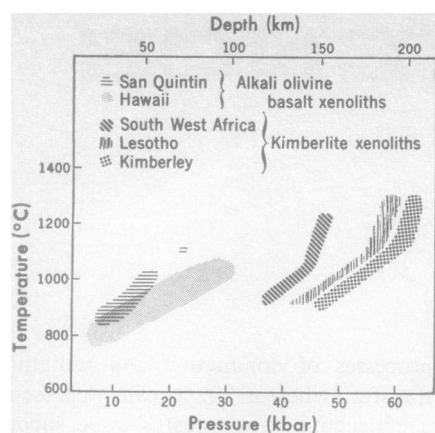 Depth (km)
50 100 150 200
San Quintin
Hawaii
Alkali olivine
basalt xenoliths
South West Africa
Lesotho
Kimberley
Kimberlite xenoliths
1400
1200
1000
800
600
Temperature (°C)
10 20 30 40 50 60
Pressure (kbar)